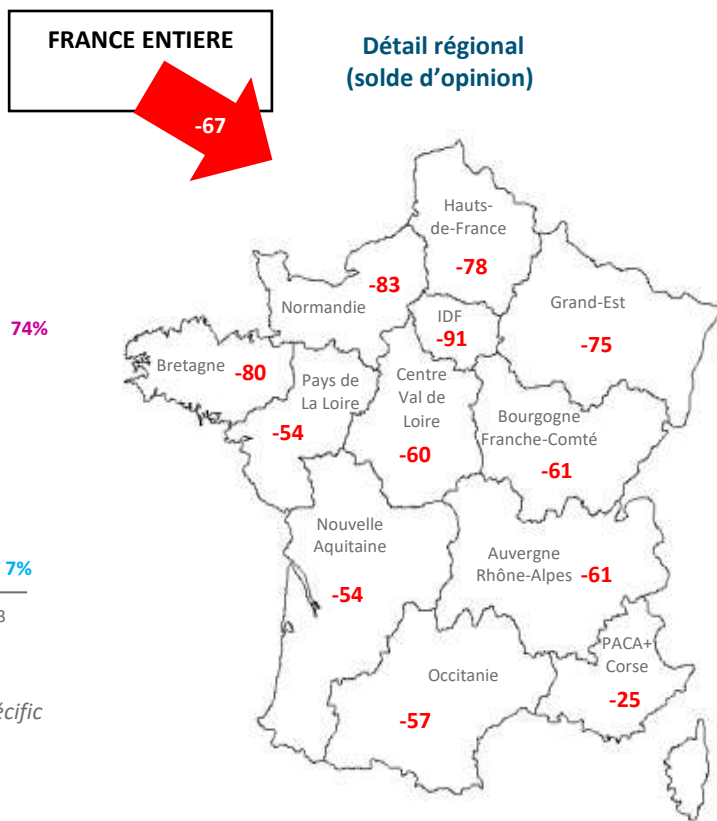 FRANCE ENTIERE
-67
Détail régional
(solde d'opinion)
74%
7%
Hauts-
de-France
-78
Normandie
-83
IDF
-91
Grand-Est
-75
Bretagne
-80
Pays de
La Loire
-54
Centre
Val de
Loire
-60
Bourgogne
Franche-Comté
-61
Nouvelle
Aquitaine
-54
Auvergne
Rhône-Alpes
-61
PACA+
Corse
-25
Occitanie
-57